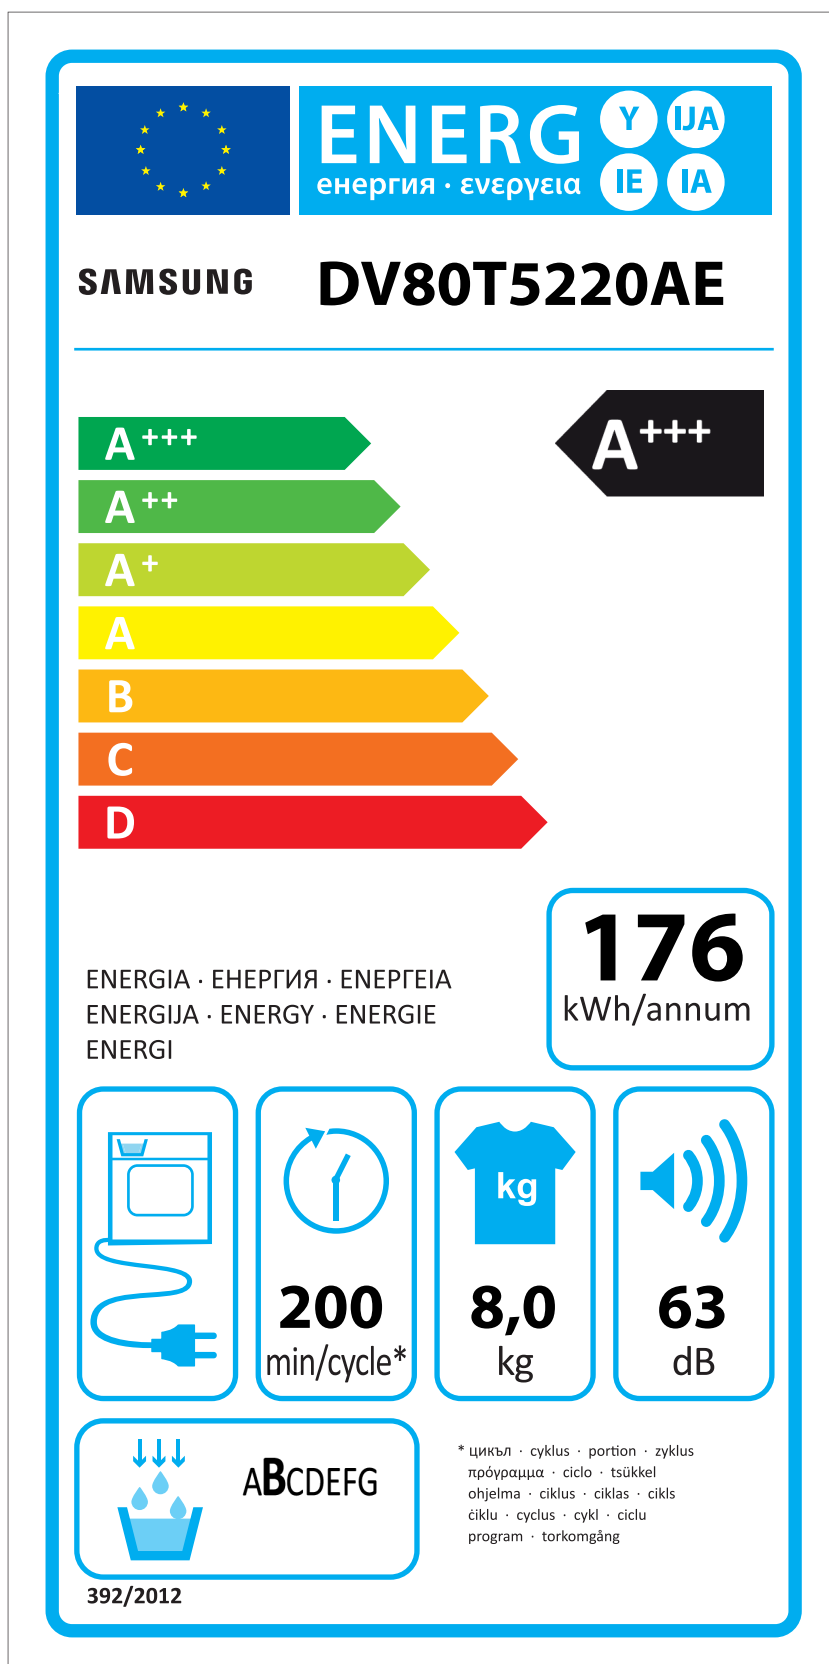 ENERG
Y
IJA
енергия · ενεργεια
IE
IA
SAMSUNG
DV80T5220AE
A+++
A+++
A++
A+
A
B
C
D
176
kWh/annum
ENERGIA · ЕНЕРГИЯ · ΕΝΕΡΓΕΙΑ
ENERGIJA · ENERGY · ENERGIE
ENERGI
kg
200
min/cycle*
8,0
kg
63
dB
ABCDEFG
* цикъл · cyklus · portion · zyklus
πρόγραμμα · ciclo · tsükkel
ohjelma · ciklus · ciklas · cikls
ċiklu · cyclus · cykl · ciclu
program · torkomgång
392/2012